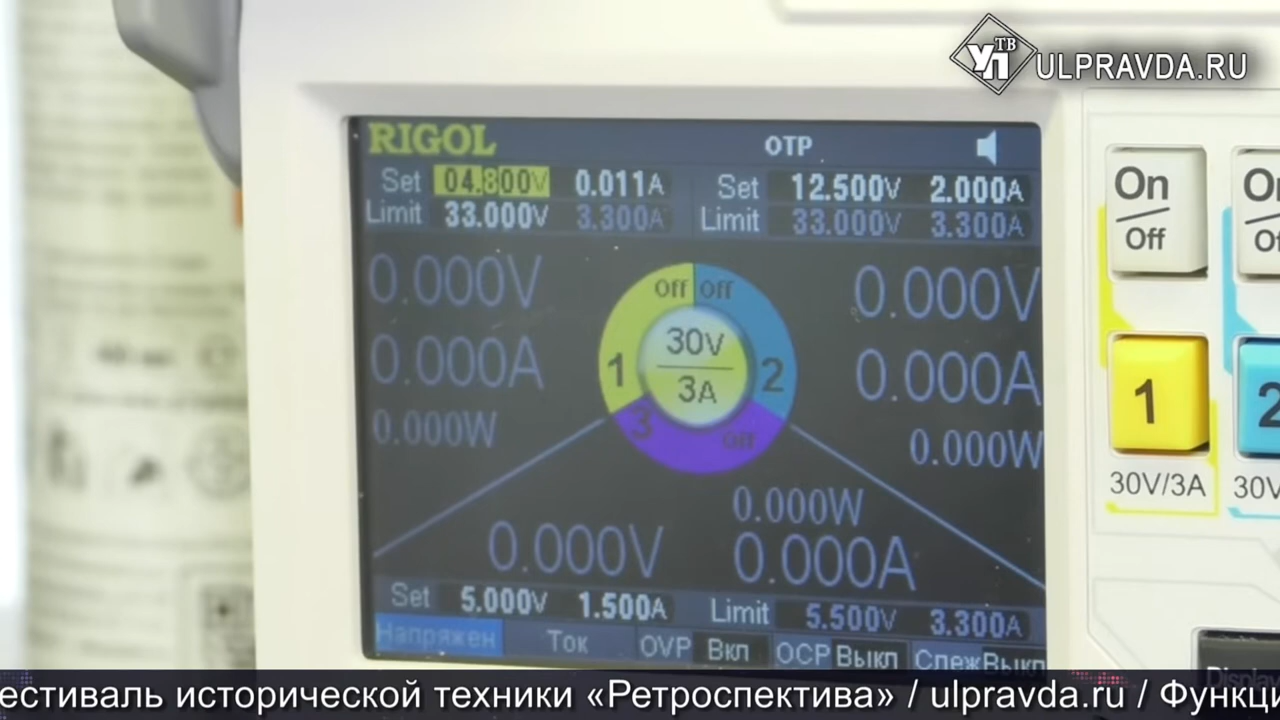 УП ТВ ULPRAVDA.RU
RIGOL OTP
Set 04.800V 0.011A Set 12.500V 2.000A
Limit 33.000V 3.300A Limit 33.000V 3.300A
0.000V Off Off 0.000V
0.000A 1 30V 3A 2 0.000A
0.000W 3 Off 0.000W
0.000W
0.000V 0.000A
Set 5.000V 1.500A Limit 5.500V 3.300A
Напряжен Ток OVP Вкл OCP Выкл Слеж Выкл
On
Off
1 2
30V/3A 30V
Display
естиваль исторической техники «Ретроспектива» / ulpravda.ru / Функци